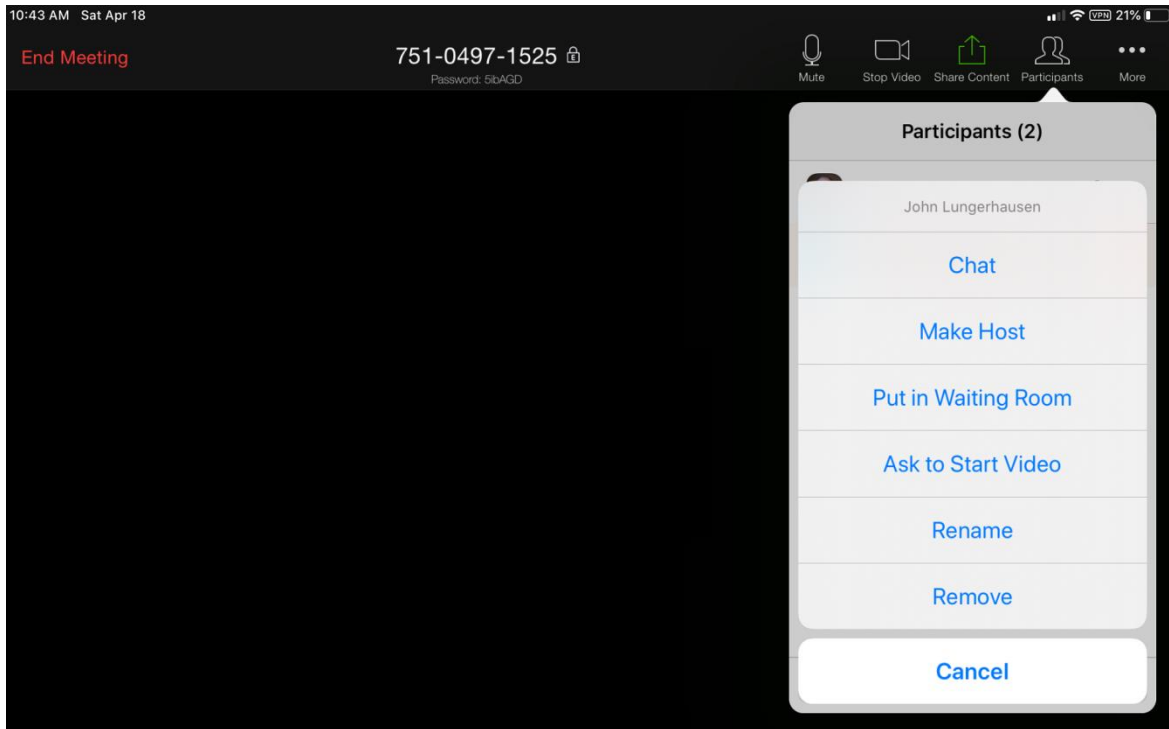 10:43 AM Sat Apr 18 VPN 21%
End Meeting
751-0497-1525
Password: 5ibAGD
Mute Stop Video Share Content Participants More
Participants (2)
John Lungerhausen
Chat
Make Host
Put in Waiting Room
Ask to Start Video
Rename
Remove
Cancel